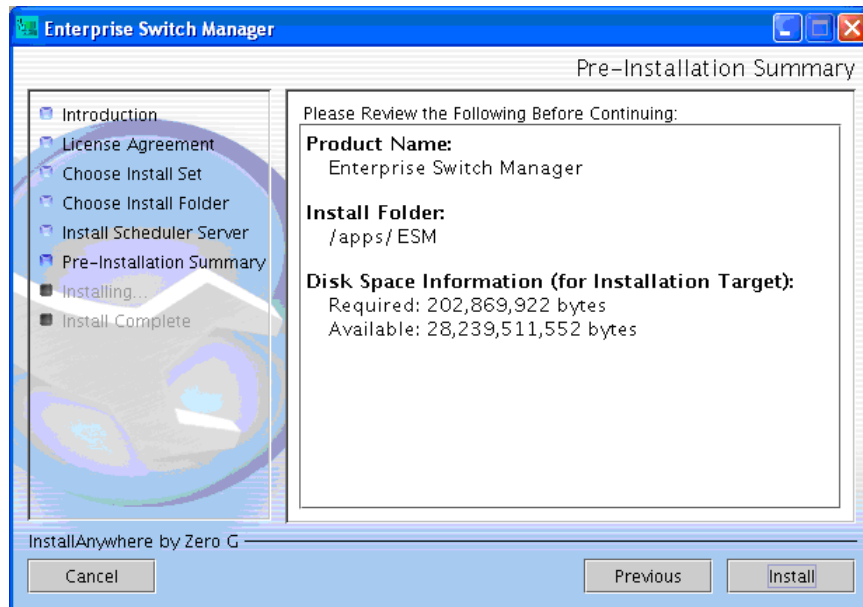 Enterprise Switch Manager
Pre-Installation Summary
Introduction
License Agreement
Choose Install Set
Choose Install Folder
Install Scheduler Server
Pre-Installation Summary
Installing...
Install Complete
Please Review the Following Before Continuing:
Product Name:
Enterprise Switch Manager
Install Folder:
/apps/ESM
Disk Space Information (for Installation Target):
Required: 202,869,922 bytes
Available: 28,239,511,552 bytes
InstallAnywhere by Zero G
Cancel
Previous
Install